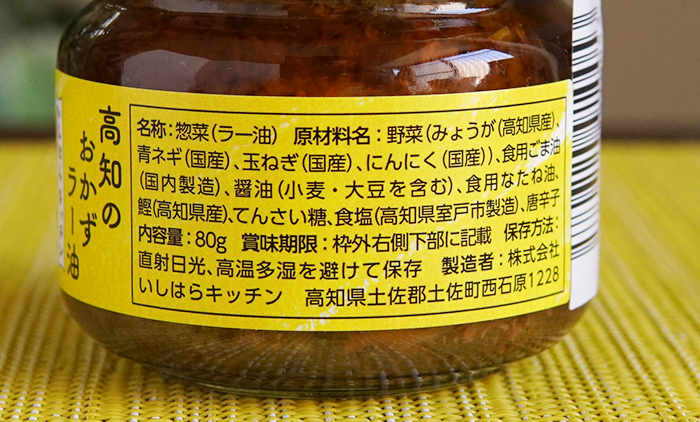 高知の
おかず
ラー油
名称：惣菜（ラー油） 原材料名：野菜（みょうが（高知県産）、
青ネギ（国産）、玉ねぎ（国産）、にんにく（国産））、食用ごま油
（国内製造）、醤油（小麦・大豆を含む）、食用なたね油、
鰹（高知県産）、てんさい糖、食塩（高知県室戸市製造）、唐辛子
内容量：80g 賞味期限：枠外右側下部に記載 保存方法：
直射日光、高温多湿を避けて保存 製造者：株式会社
いしはらキッチン 高知県土佐郡土佐町西石原1228